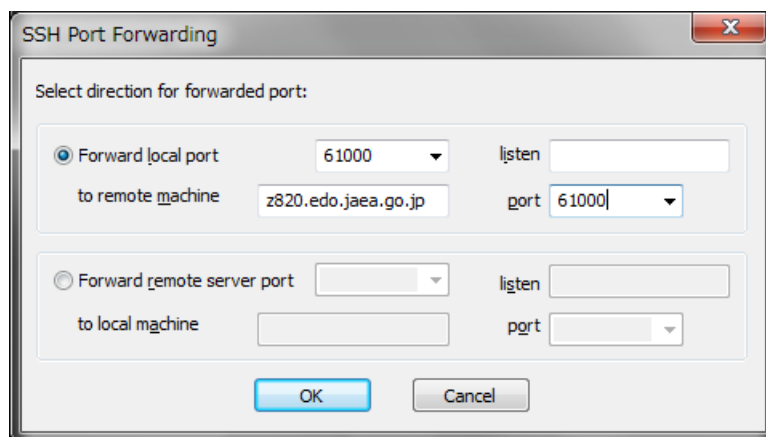 SSH Port Forwarding
Select direction for forwarded port:
Forward local port 61000 listen
to remote machine z820.edo.jaea.go.jp port 61000
Forward remote server port listen
to local machine port
OK Cancel